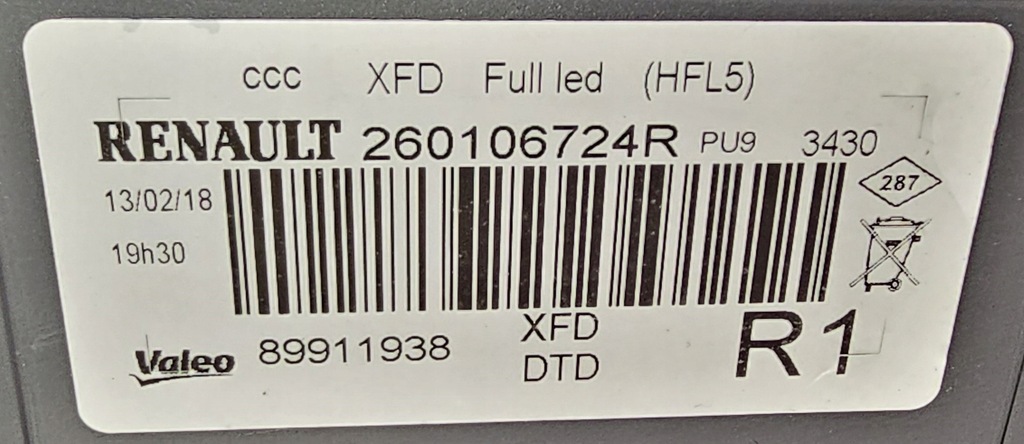 ccc XFD Full led (HFL5)
RENAULT 260106724R PU9 3430
13/02/18
287
19h30
XFD
R1
Valeo 89911938
DTD